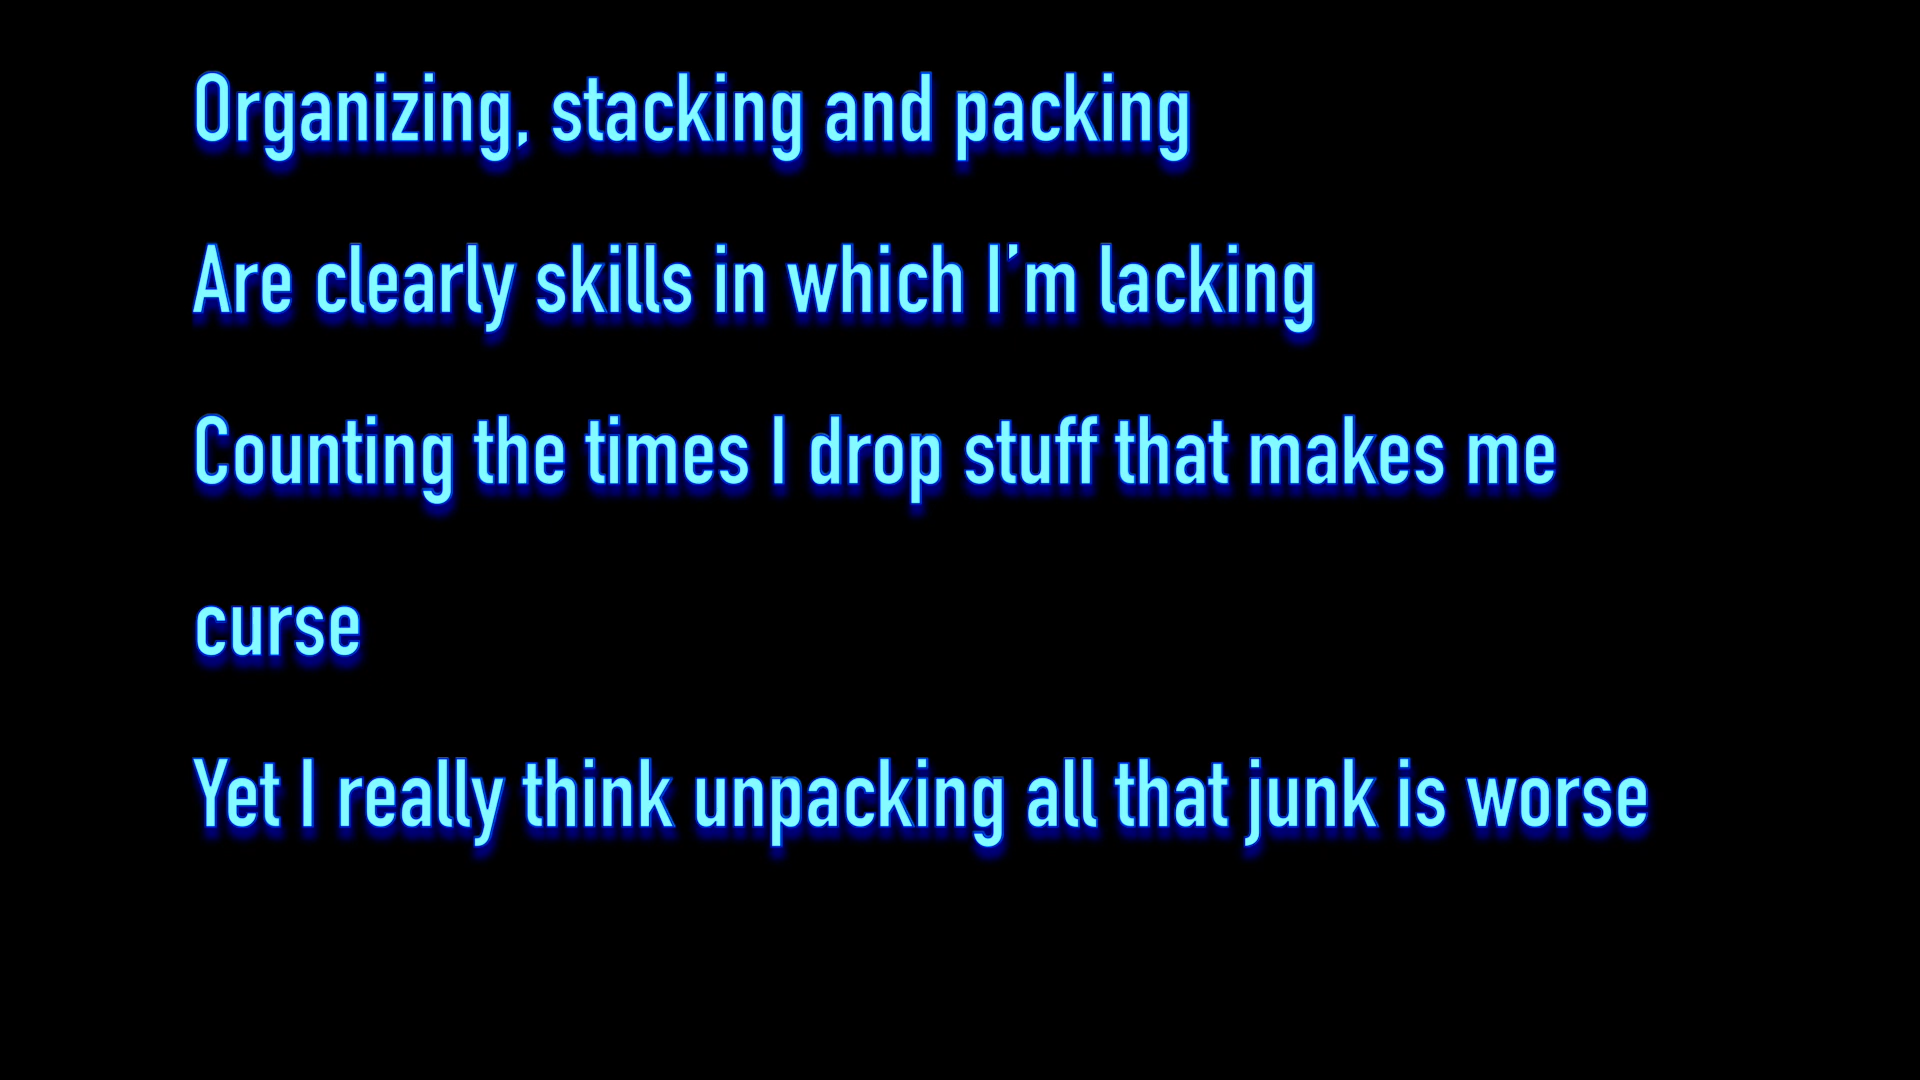 Organizing, stacking and packing
Are clearly skills in which I’m lacking
Counting the times I drop stuff that makes me
curse
Yet I really think unpacking all that junk is worse